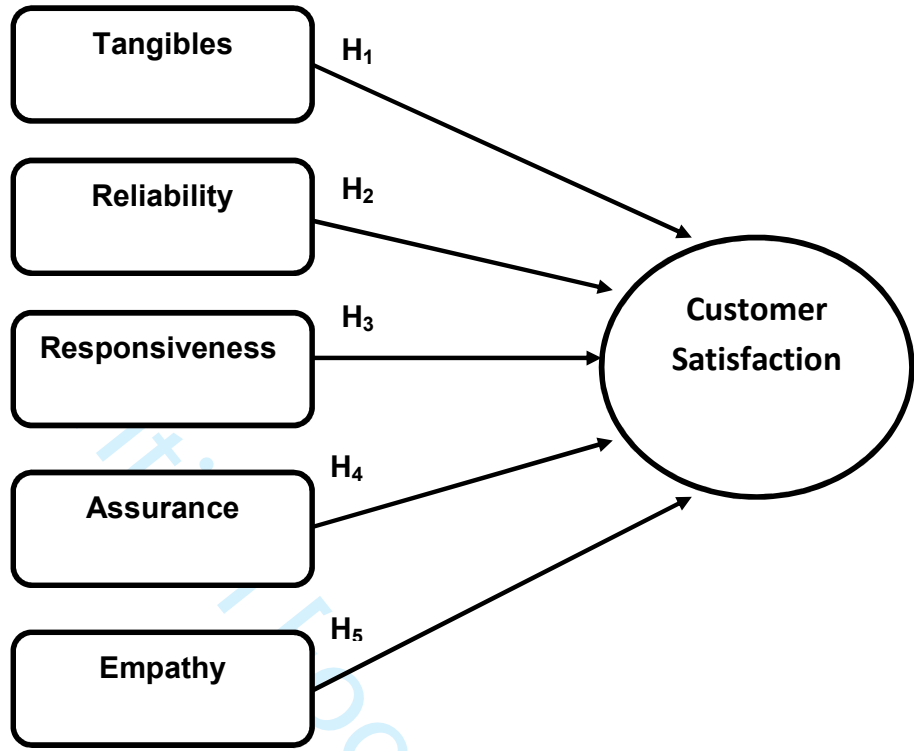 Tangibles
H₁
Reliability
H₂
Responsiveness
H₃
Assurance
H₄
Empathy
H₅
Customer
Satisfaction